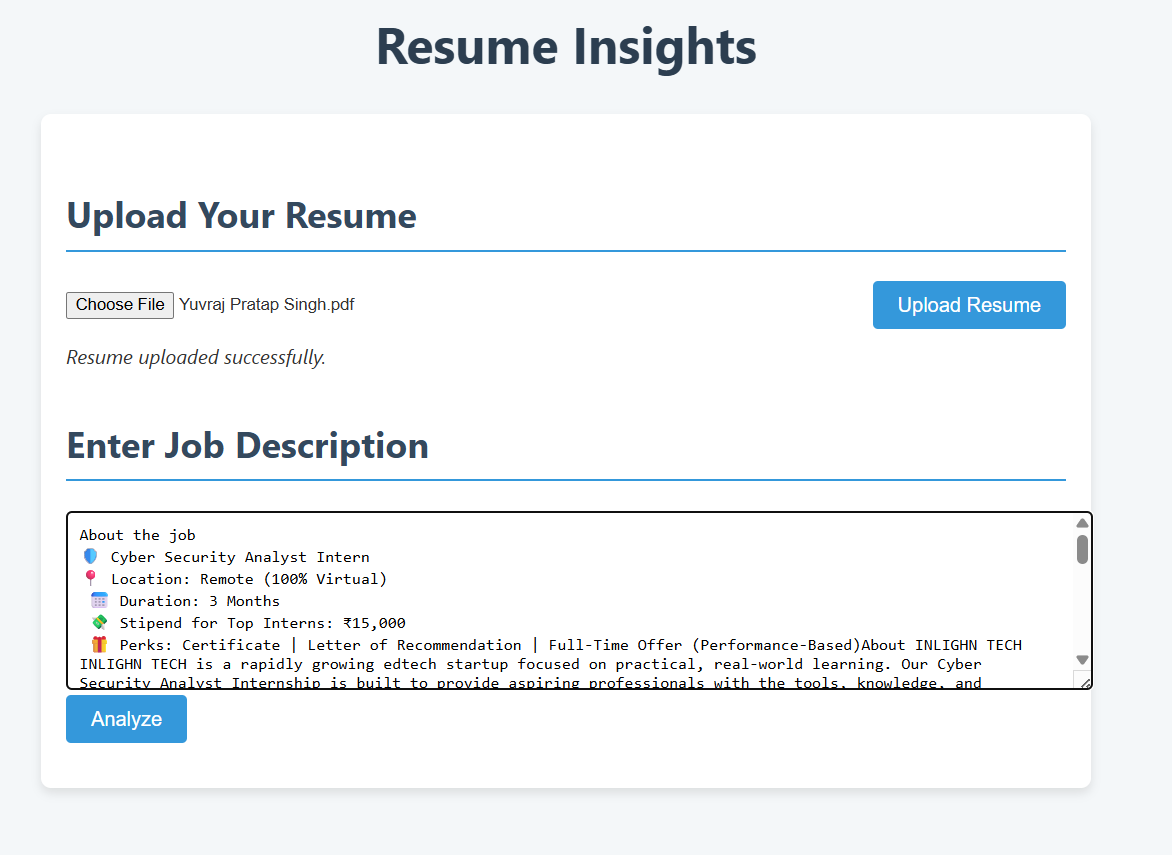 Resume Insights
Upload Your Resume
Choose File Yuvraj Pratap Singh.pdf
Upload Resume
Resume uploaded successfully.
Enter Job Description
About the job
🛡️ Cyber Security Analyst Intern
📍 Location: Remote (100% Virtual)
🗓️ Duration: 3 Months
💸 Stipend for Top Interns: ₹15,000
🎁 Perks: Certificate | Letter of Recommendation | Full-Time Offer (Performance-Based)About INLIGHN TECH
INLIGHN TECH is a rapidly growing edtech startup focused on practical, real-world learning. Our Cyber
Security Analyst Internship is built to provide aspiring professionals with the tools, knowledge, and
Analyze